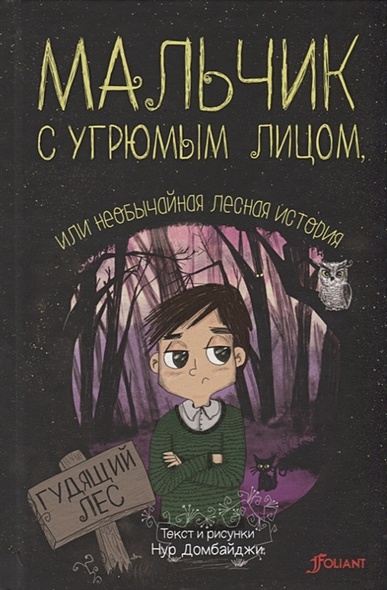 МАЛЬЧИК
С УГРЮМЫМ ЛИЦОМ,
ИЛИ НЕОБЫЧАЙНАЯ ЛЕСНАЯ ИСТОРИЯ
ГУДЯЩИЙ
ЛЕС
Текст и рисунки
Нур Домбайджи
FOLIANT